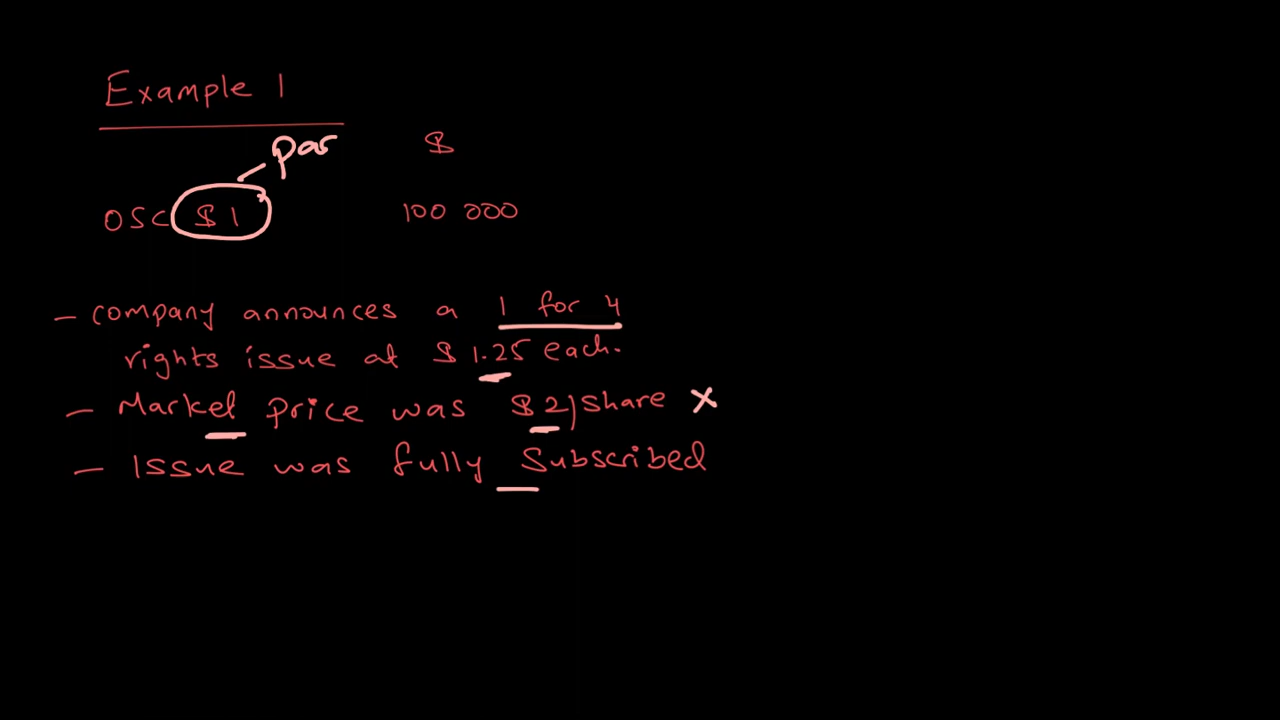 Example 1
Par
$
OSC $1 100 000
- company announces a 1 for 4
rights issue at $ 1.25 each.
- Market price was $2/share x
- Issue was fully Subscribed